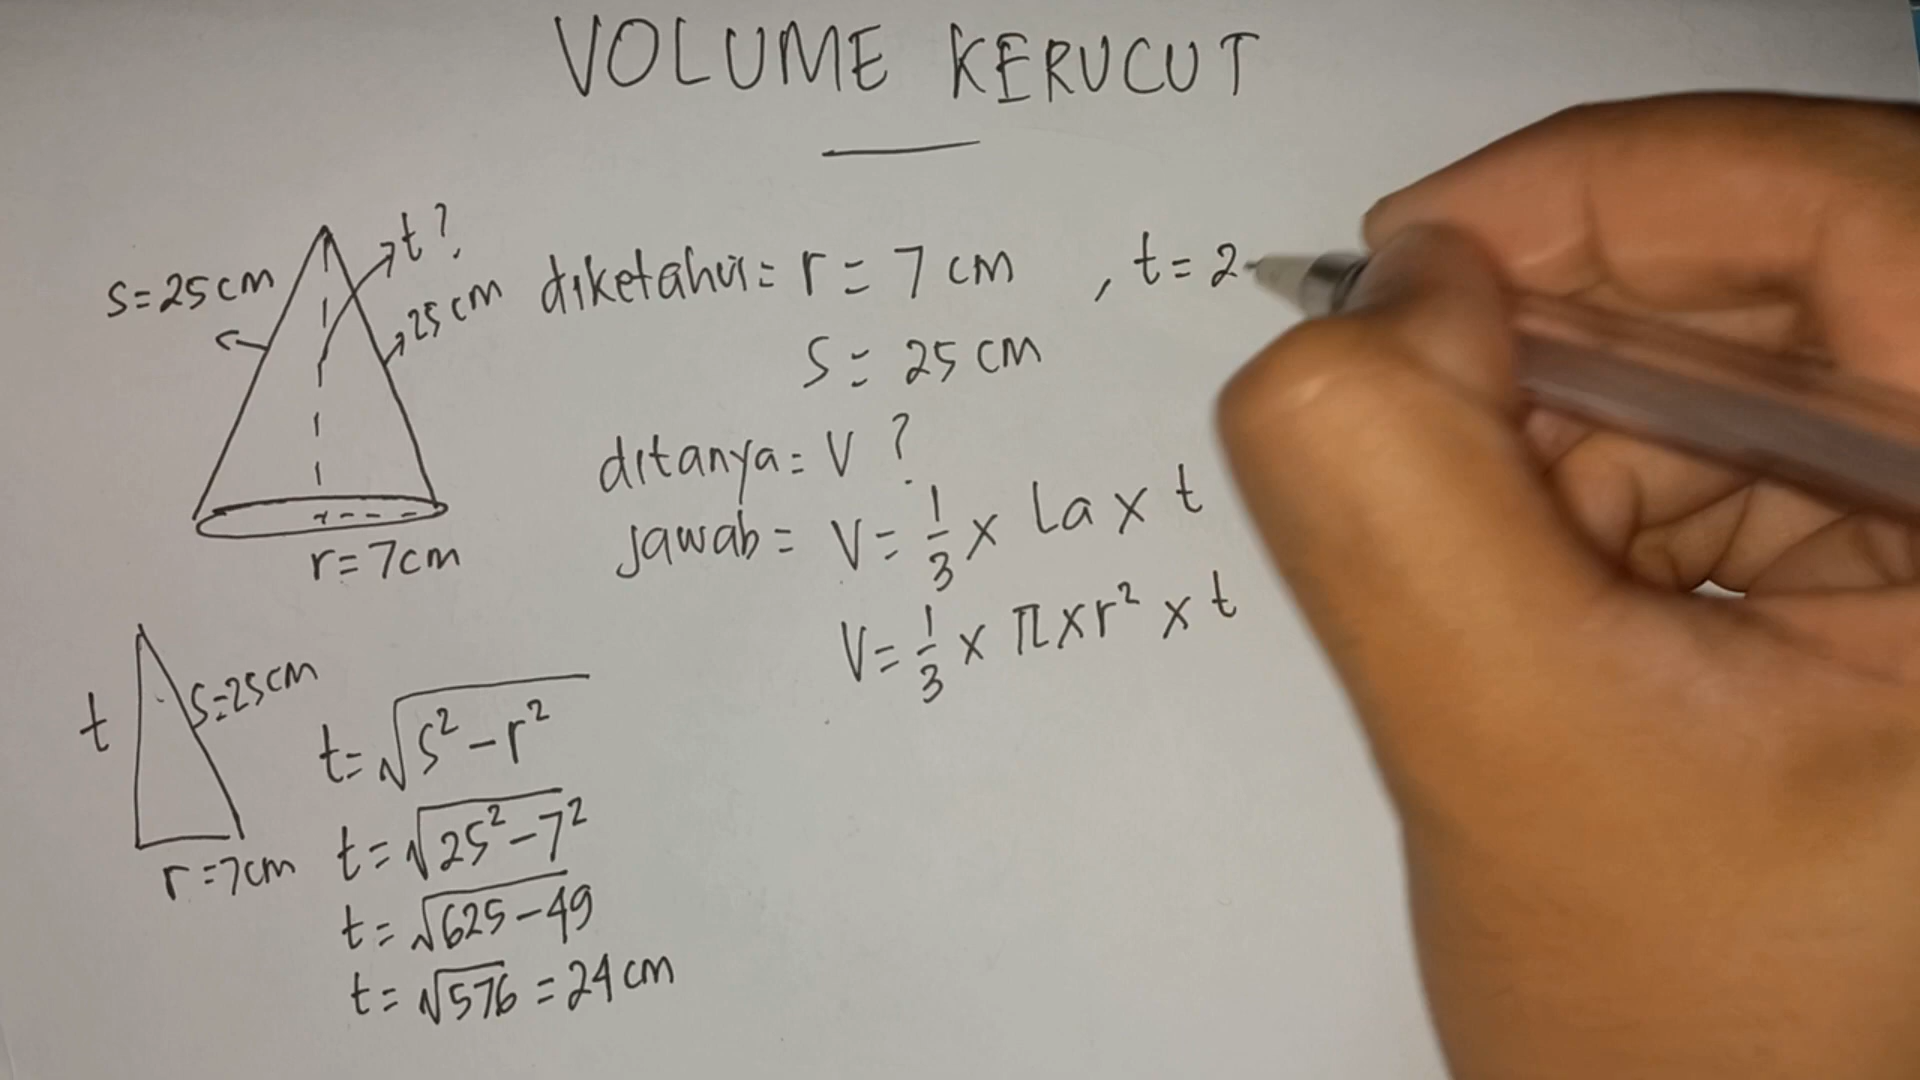 VOLUME KERUCUT
t?
S=25cm
25cm
r=7cm
diketahui= r = 7 cm , t=2
S= 25 cm
ditanya= V ?
jawab= V= 1/3 x La x t
V= 1/3 x π x r² x t
t
S=25cm
r=7cm
t= √s²-r²
t= √25²-7²
t= √625-49
t= √576 = 24 cm